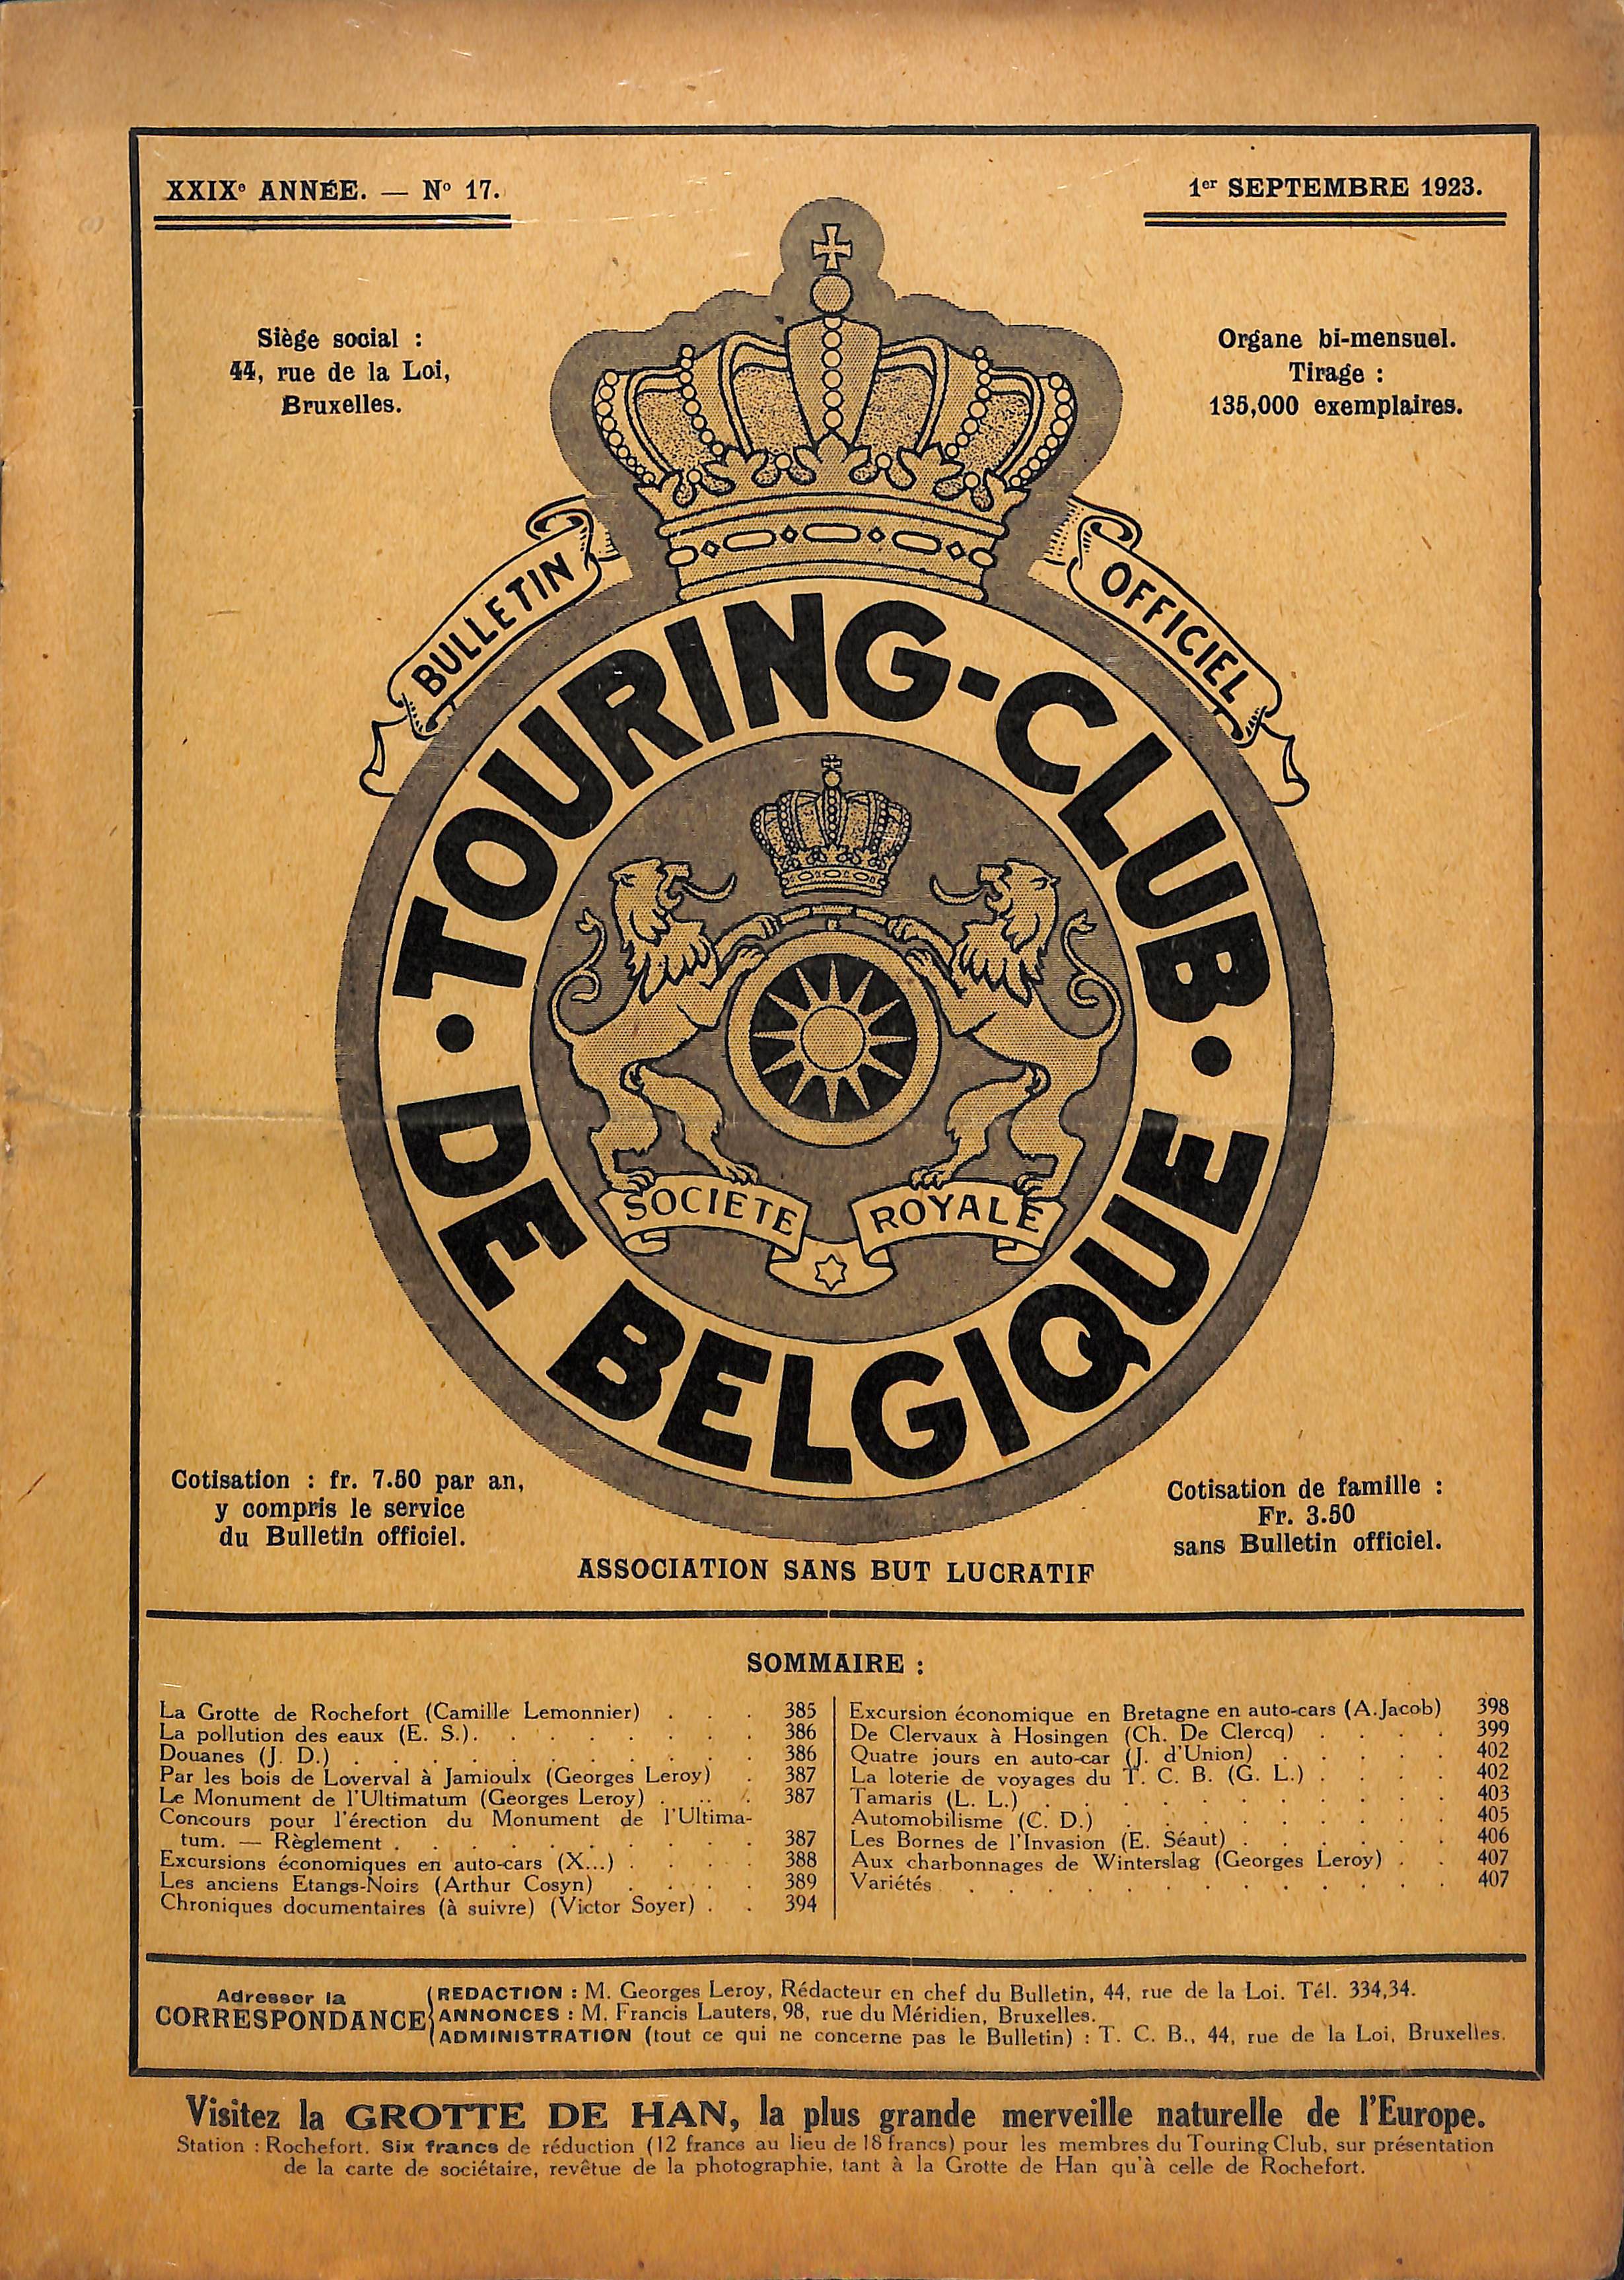 XXIXe ANNÉE. — No 17.
1er SEPTEMBRE 1923.
Siège social :
44, rue de la Loi,
Bruxelles.
Organe bi-mensuel.
Tirage :
135,000 exemplaires.
BULLETIN
OFFICIEL
TOURING-CLUB
DE BELGIQUE
SOCIETE
ROYALE
Cotisation : fr. 7.50 par an,
y compris le service
du Bulletin officiel.
Cotisation de famille :
Fr. 3.50
sans Bulletin officiel.
ASSOCIATION SANS BUT LUCRATIF
SOMMAIRE :
La Grotte de Rochefort (Camille Lemonnier) . . . 385
La pollution des eaux (E. S.). . . . . . . . 386
Douanes (J. D.) . . . . . . . . . . . 386
Par les bois de Loverval à Jamioulx (Georges Leroy) . 387
Le Monument de l'Ultimatum (Georges Leroy) . . . 387
Concours pour l'érection du Monument de l'Ultima-
tum. — Règlement . . . . . . . . . . 387
Excursions économiques en auto-cars (X...) . . . . 388
Les anciens Etangs-Noirs (Arthur Cosyn) . . . . 389
Chroniques documentaires (à suivre) (Victor Soyer) . . 394
Excursion économique en Bretagne en auto-cars (A.Jacob) 398
De Clervaux à Hosingen (Ch. De Clercq) . . . . 399
Quatre jours en auto-car (J. d'Union) . . . . . 402
La loterie de voyages du T. C. B. (G. L.) . . . . 402
Tamaris (L. L.) . . . . . . . . . . . 403
Automobilisme (C. D.) . . . . . . . . . 405
Les Bornes de l'Invasion (E. Séaut) . . . . . . 406
Aux charbonnages de Winterslag (Georges Leroy) . . 407
Variétés . . . . . . . . . . . . . 407
Adresser la
CORRESPONDANCE
REDACTION : M. Georges Leroy, Rédacteur en chef du Bulletin, 44, rue de la Loi. Tél. 334,34.
ANNONCES : M. Francis Lauters, 98, rue du Méridien, Bruxelles.
ADMINISTRATION (tout ce qui ne concerne pas le Bulletin) : T. C. B., 44, rue de la Loi, Bruxelles.
Visitez la GROTTE DE HAN, la plus grande merveille naturelle de l'Europe.
Station : Rochefort. Six francs de réduction (12 francs au lieu de 18 francs) pour les membres du Touring Club, sur présentation
de la carte de sociétaire, revêtue de la photographie, tant à la Grotte de Han qu'à celle de Rochefort.